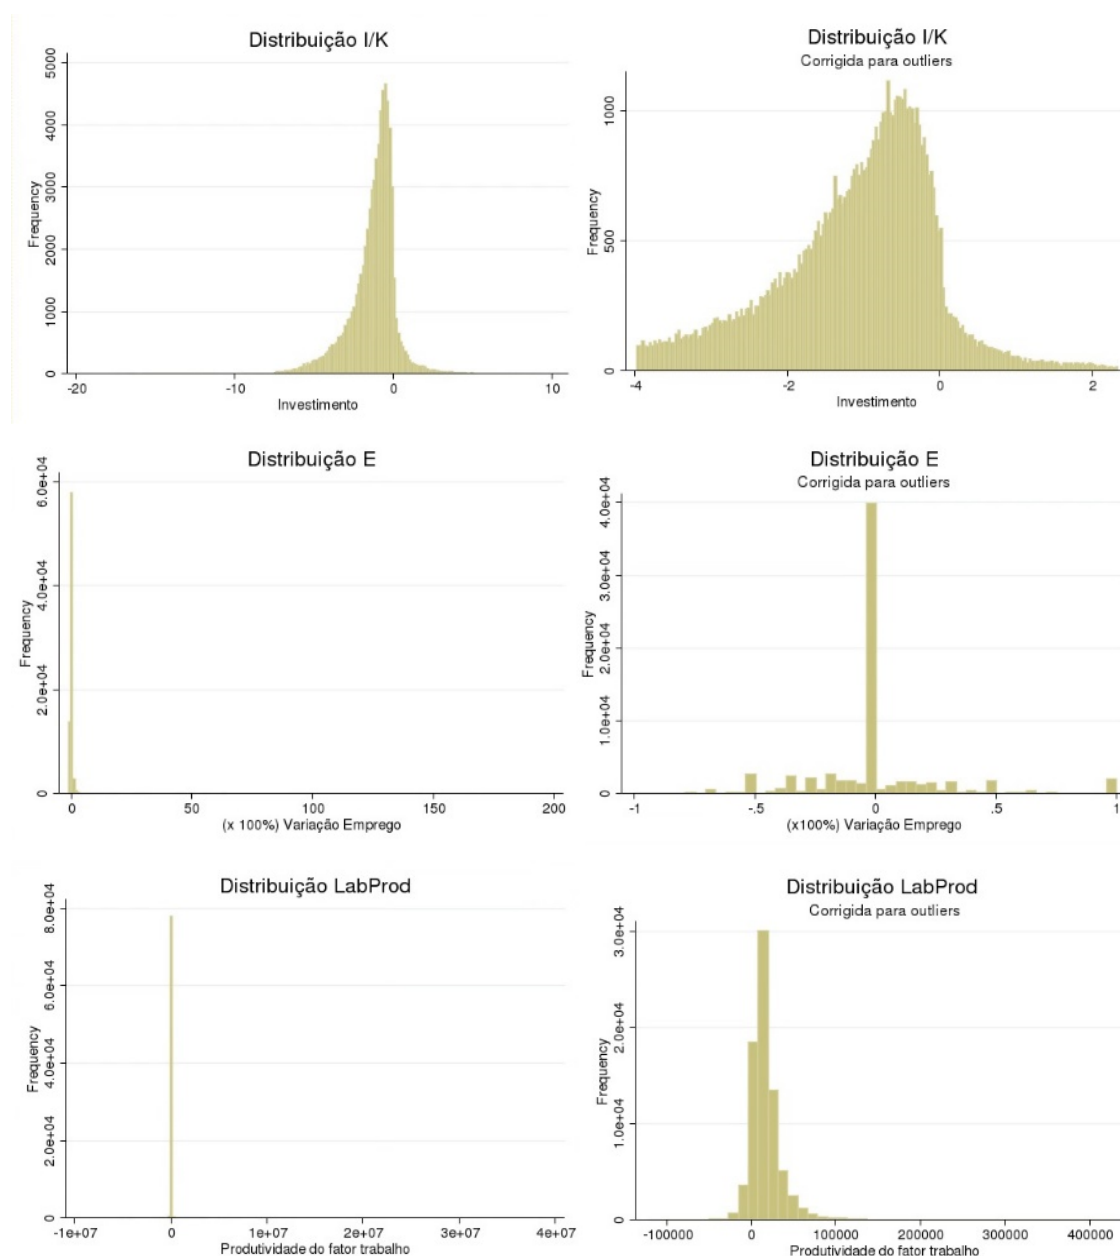 Distribuição I/K
5000
4000
3000
2000
1000
0
Frequency
-20 -10 0 10
Investimento
Distribuição I/K
Corrigida para outliers
1000
500
0
Frequency
-4 -2 0 2
Investimento
Distribuição E
6.0e+04
4.0e+04
2.0e+04
0
Frequency
0 50 100 150 200
(x 100%) Variação Emprego
Distribuição E
Corrigida para outliers
4.0e+04
3.0e+04
2.0e+04
1.0e+04
0
Frequency
-1 -.5 0 .5 1
(x100%) Variação Emprego
Distribuição LabProd
8.0e+04
6.0e+04
4.0e+04
2.0e+04
0
Frequency
-1e+07 0 1e+07 2e+07 3e+07 4e+07
Produtividade do fator trabalho
Distribuição LabProd
Corrigida para outliers
3.0e+04
2.0e+04
1.0e+04
0
Frequency
-100000 0 100000 200000 300000 400000
Produtividade do fator trabalho